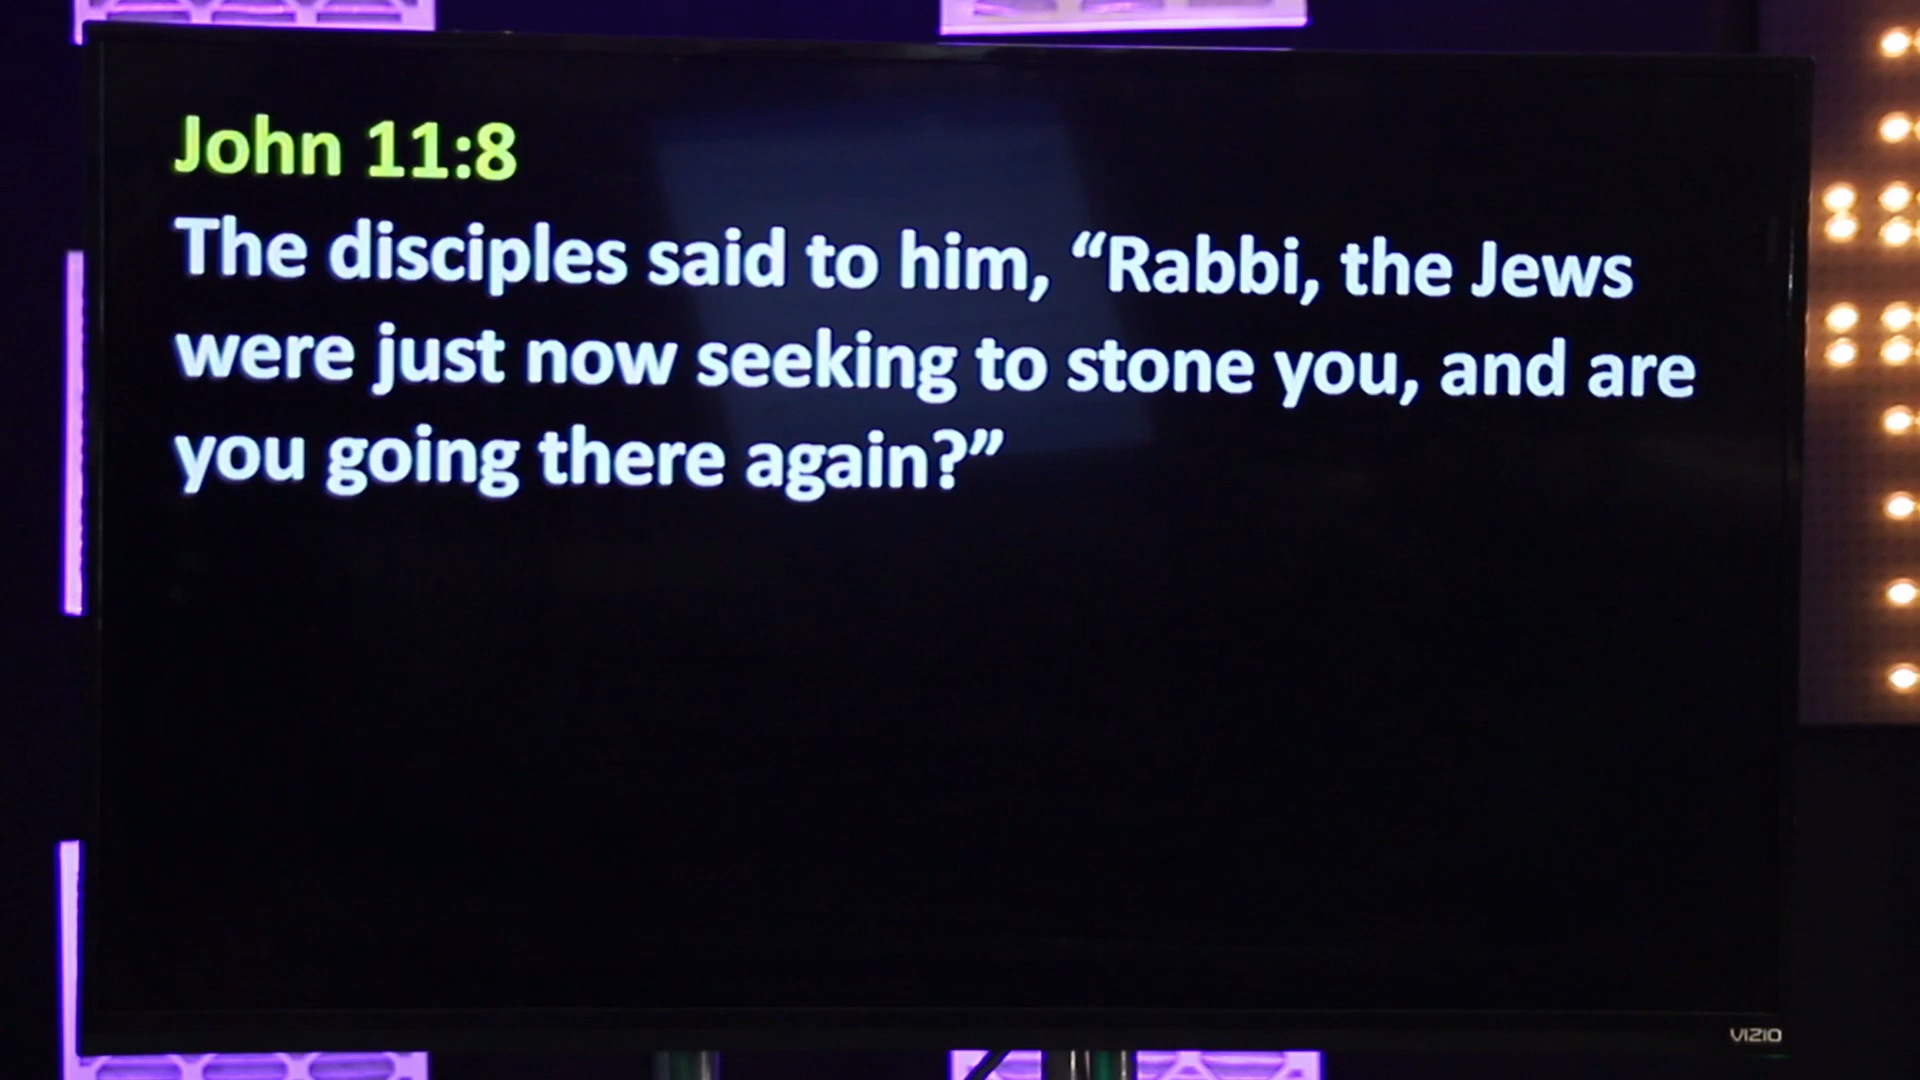 John 11:8
The disciples said to him, “Rabbi, the Jews
were just now seeking to stone you, and are
you going there again?”
VIZIO